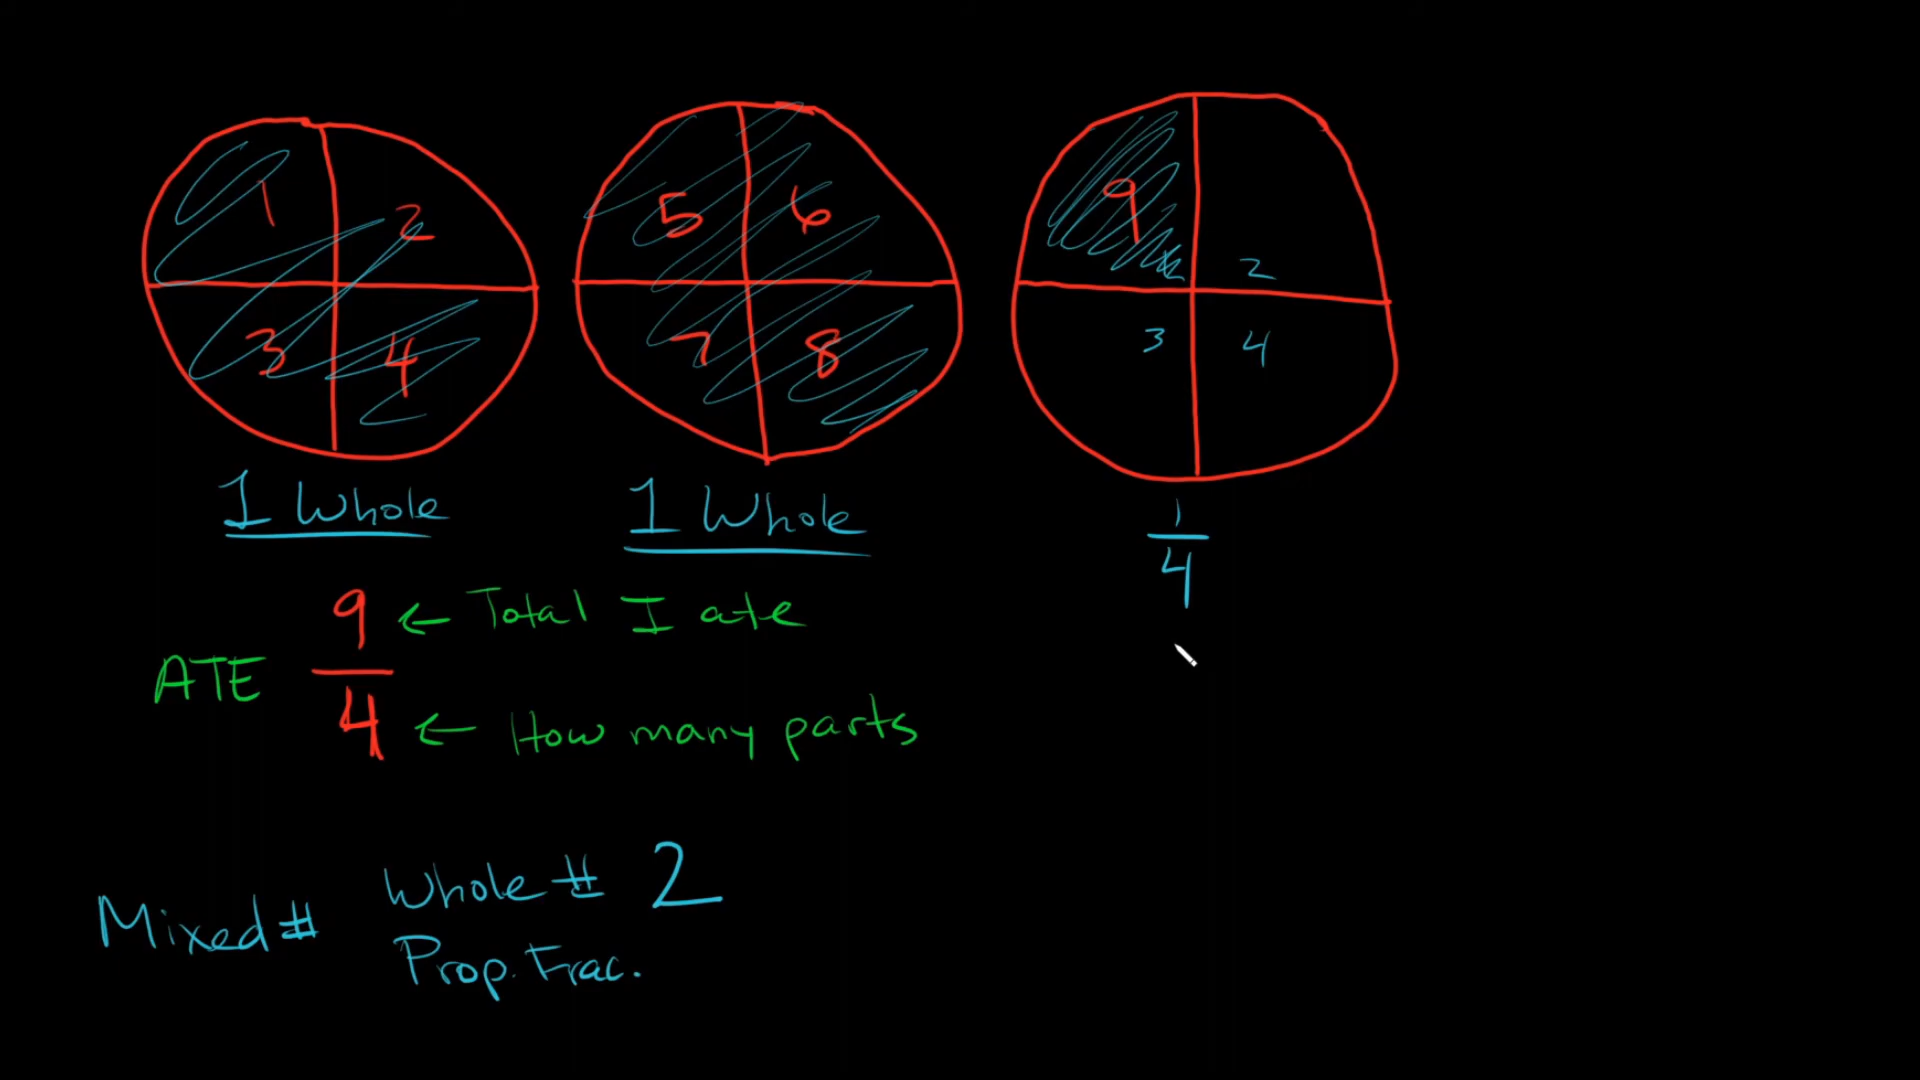 1 2 5 6 9 2
3 4 7 8 3 4
1 Whole 1 Whole 1/4
ATE 9/4
← Total I ate
← How many parts
Mixed #
Whole # 2
Prop. Frac.